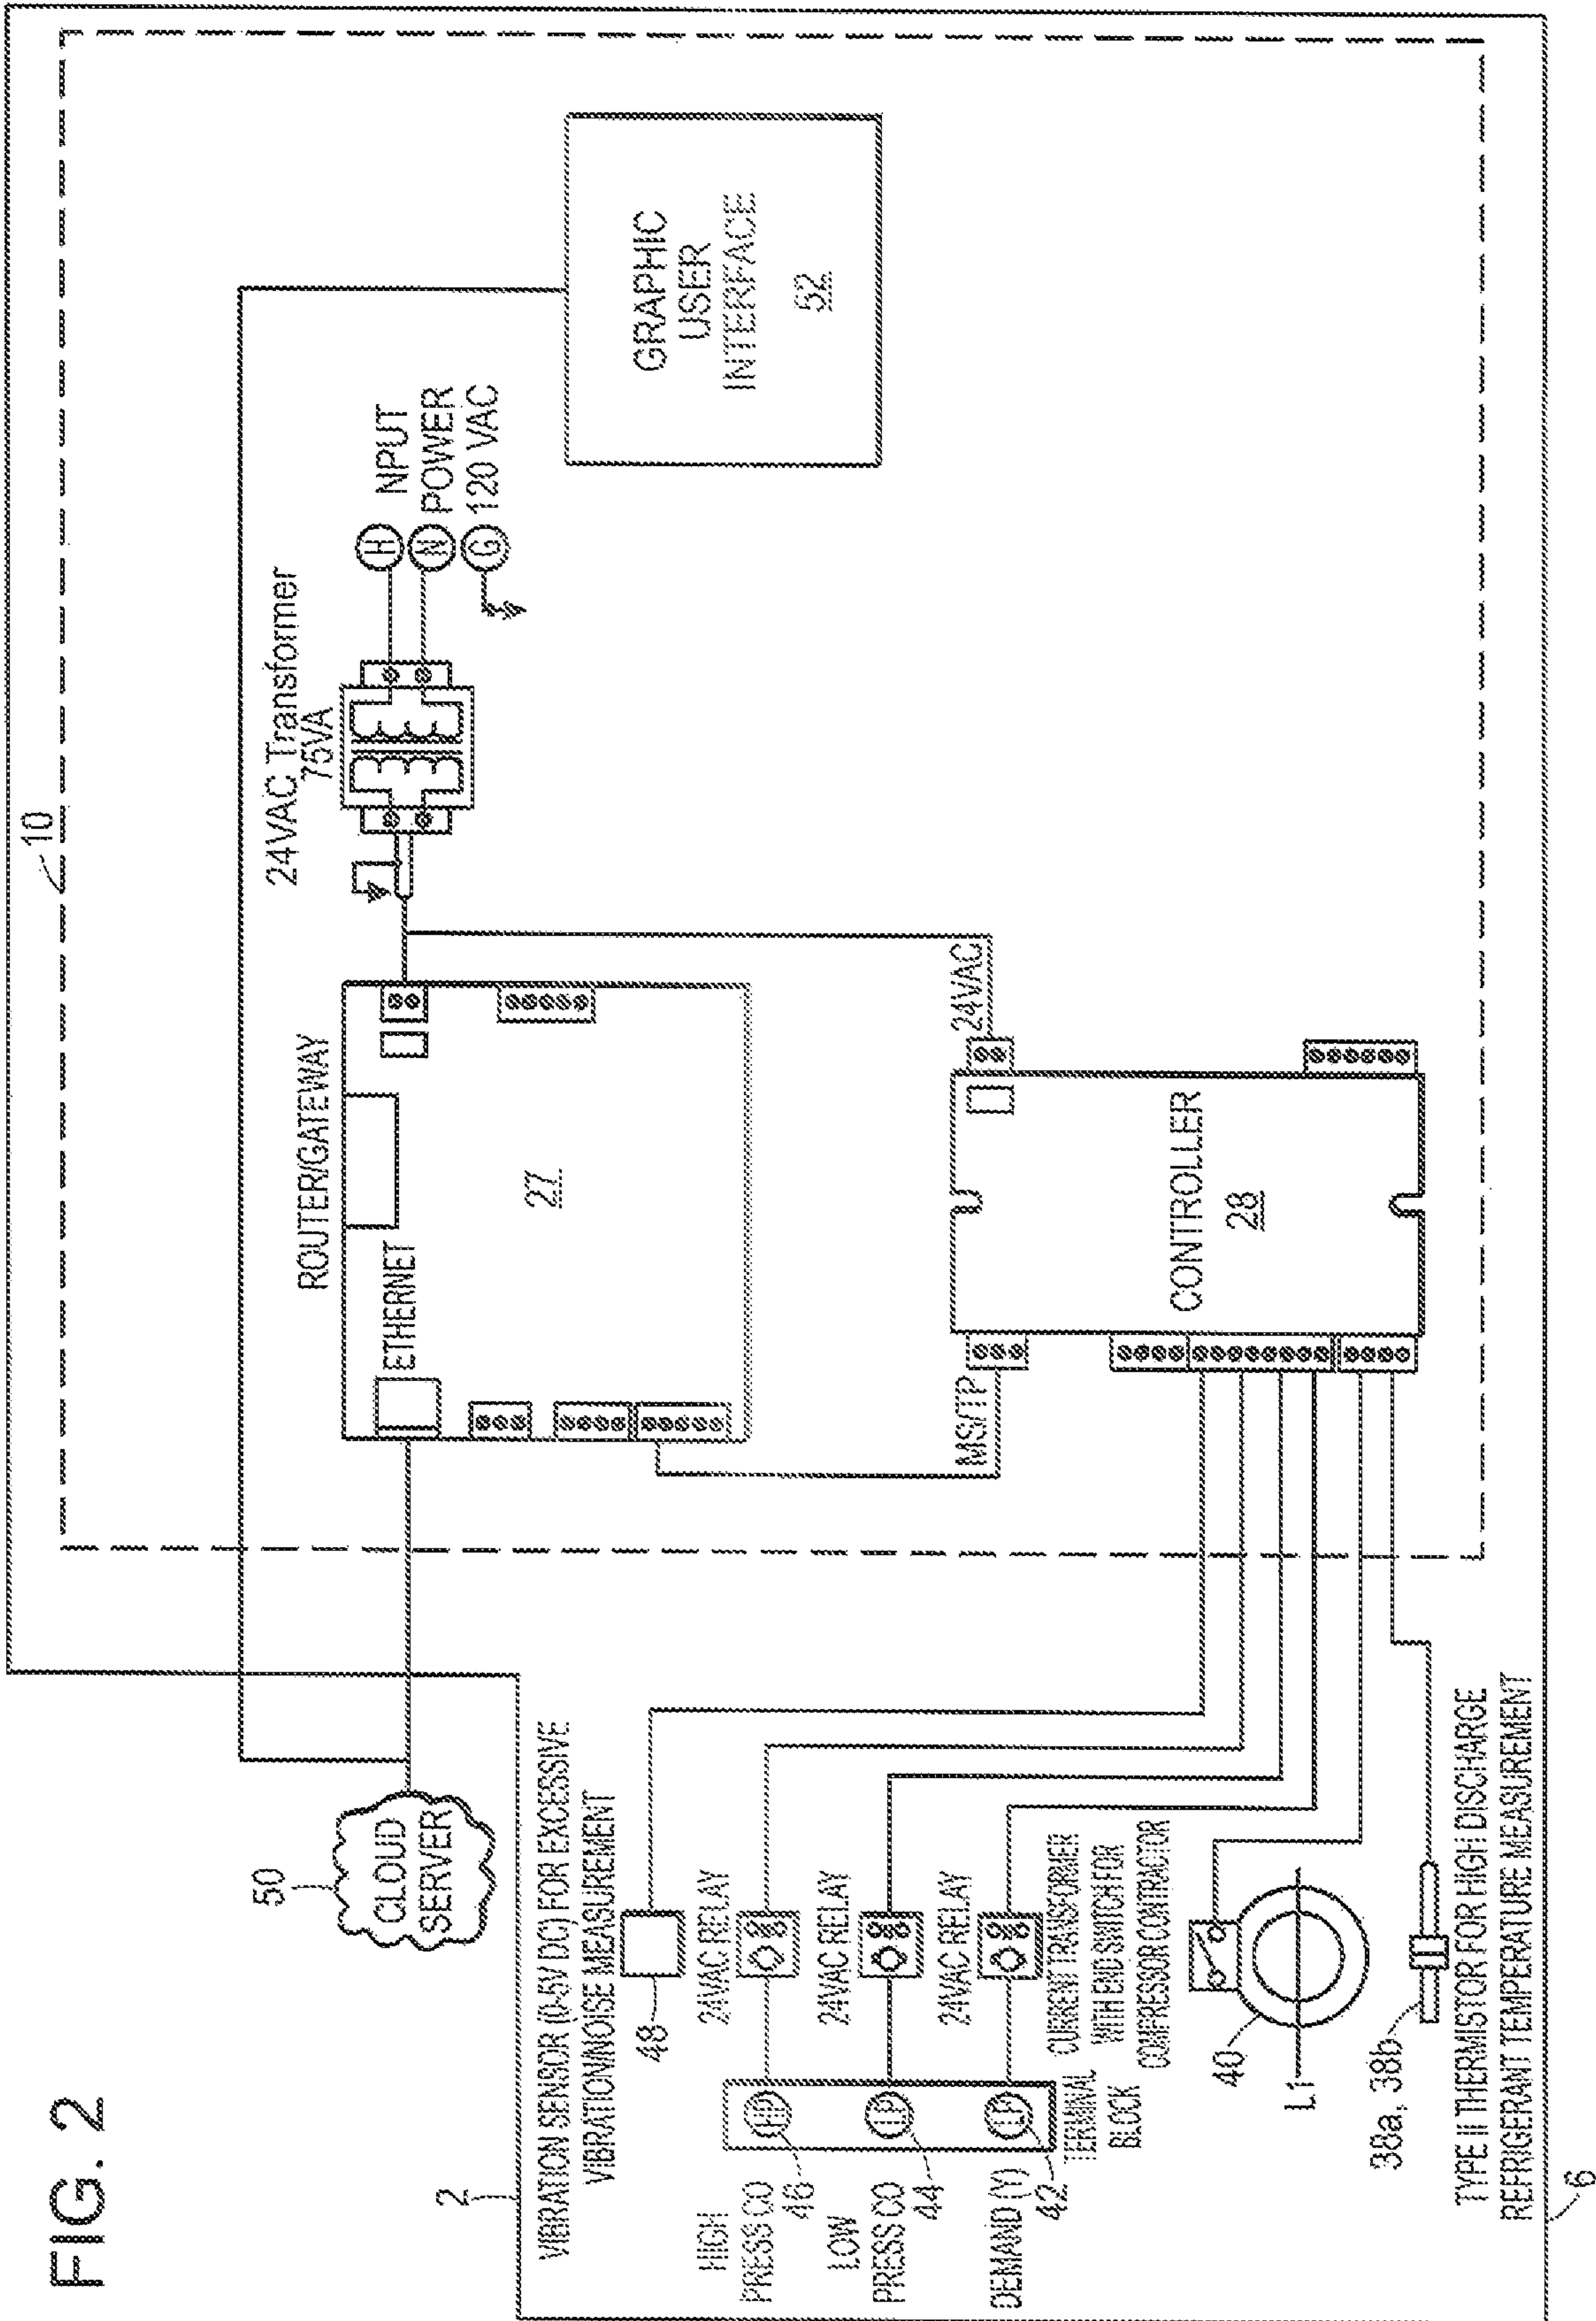 FIG. 2
10
24VAC Transformer
75VA
H
NPUT
N
POWER
G
120 VAC
GRAPHIC
USER
INTERFACE
52
ROUTER/GATEWAY
ETHERNET
27
24VAC
MS/TP
CONTROLLER
28
50
CLOUD
SERVER
2
VIBRATION SENSOR (0-5V DC) FOR EXCESSIVE
VIBRATION/NOISE MEASUREMENT
48
24VAC RELAY
24VAC RELAY
24VAC RELAY
HIGH
PRESS CO
HP
46
LOW
PRESS CO
LP
44
DEMAND (Y)
42
TERMINAL
BLOCK
CURRENT TRANSFORMER
WITH END SWITCH FOR
COMPRESSOR CONTRACTOR
40
L1
38a, 38b
TYPE II THERMISTOR FOR HIGH DISCHARGE
REFRIGERANT TEMPERATURE MEASUREMENT
6